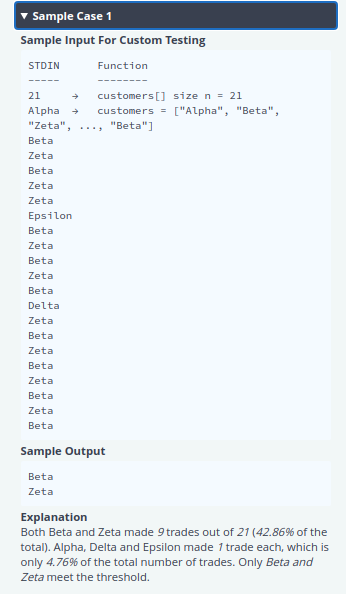 ▼ Sample Case 1
Sample Input For Custom Testing
STDIN Function
----- --------
21 → customers[] size n = 21
Alpha → customers = ["Alpha", "Beta",
"Zeta", ..., "Beta"]
Beta
Zeta
Beta
Zeta
Zeta
Epsilon
Beta
Zeta
Beta
Zeta
Beta
Delta
Zeta
Beta
Zeta
Beta
Zeta
Beta
Zeta
Beta
Sample Output
Beta
Zeta
Explanation
Both Beta and Zeta made 9 trades out of 21 (42.86% of the
total). Alpha, Delta and Epsilon made 1 trade each, which is
only 4.76% of the total number of trades. Only Beta and
Zeta meet the threshold.